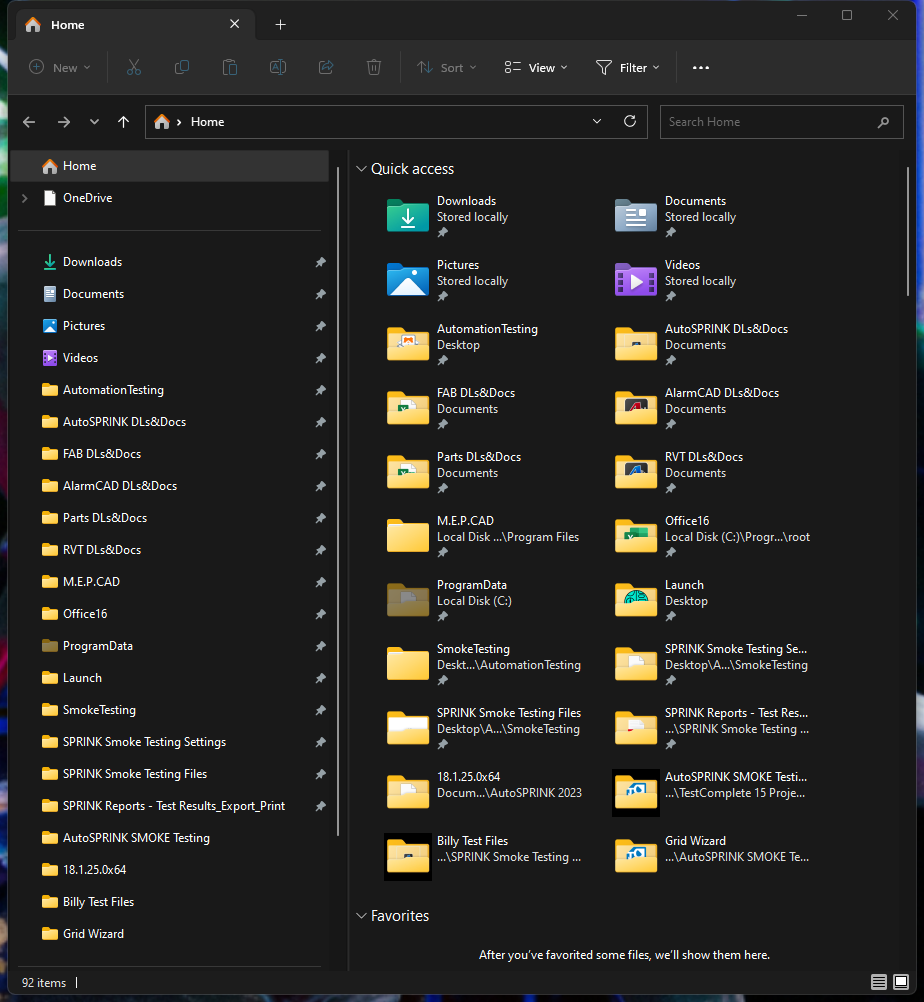 Home
New
Sort
View
Filter
Home
Search Home
Home
OneDrive
Downloads
Documents
Pictures
Videos
AutomationTesting
AutoSPRINK DLs&Docs
FAB DLs&Docs
AlarmCAD DLs&Docs
Parts DLs&Docs
RVT DLs&Docs
M.E.P.CAD
Office16
ProgramData
Launch
SmokeTesting
SPRINK Smoke Testing Settings
SPRINK Smoke Testing Files
SPRINK Reports - Test Results_Export_Print
AutoSPRINK SMOKE Testing
18.1.25.0x64
Billy Test Files
Grid Wizard
Quick access
Downloads
Stored locally
Documents
Stored locally
Pictures
Stored locally
Videos
Stored locally
AutomationTesting
Desktop
AutoSPRINK DLs&Docs
Documents
FAB DLs&Docs
Documents
AlarmCAD DLs&Docs
Documents
Parts DLs&Docs
Documents
RVT DLs&Docs
Documents
M.E.P.CAD
Local Disk ...\Program Files
Office16
Local Disk (C:)\Progr...\root
ProgramData
Local Disk (C:)
Launch
Desktop
SmokeTesting
Deskt...\AutomationTesting
SPRINK Smoke Testing Se...
Desktop\A...\SmokeTesting
SPRINK Smoke Testing Files
Desktop\A...\SmokeTesting
SPRINK Reports - Test Res...
...\SPRINK Smoke Testing ...
18.1.25.0x64
Docum...\AutoSPRINK 2023
AutoSPRINK SMOKE Testi...
...\TestComplete 15 Proje...
Billy Test Files
...\SPRINK Smoke Testing ...
Grid Wizard
...\AutoSPRINK SMOKE Te...
Favorites
After you've favorited some files, we'll show them here.
92 items